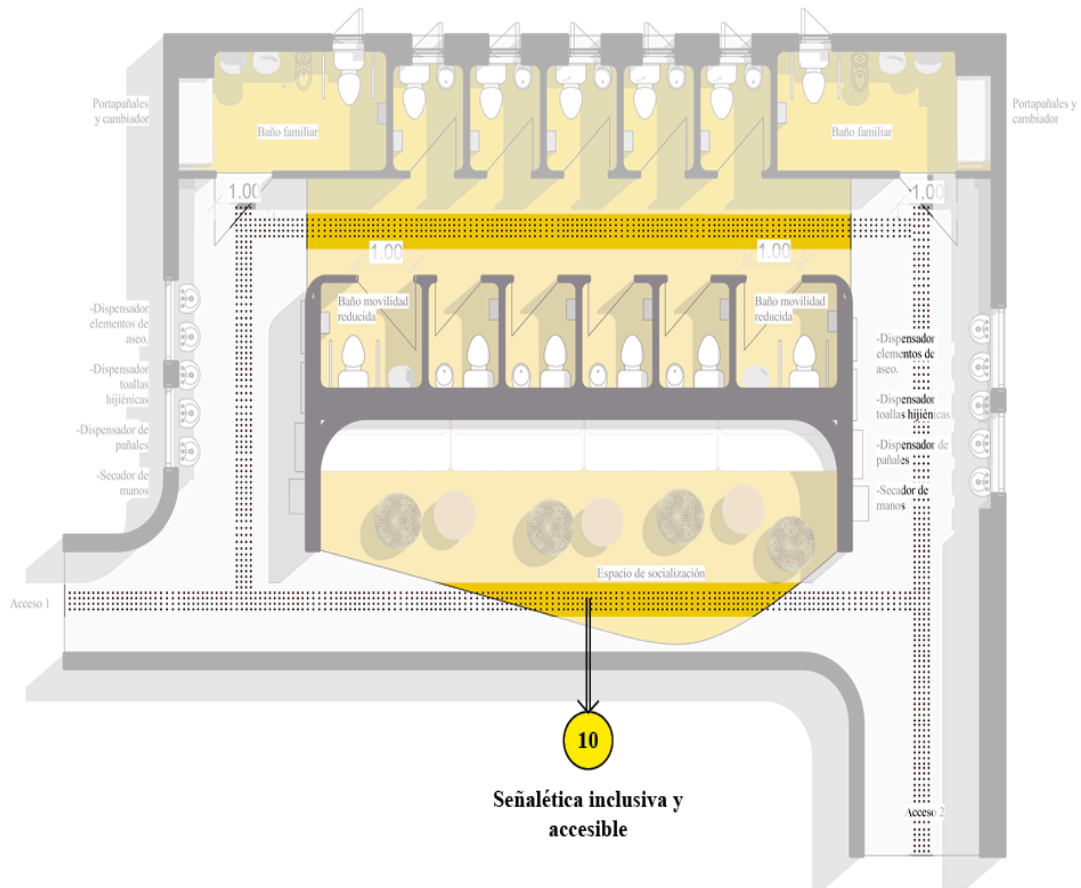 Portapañales
y cambiador
Baño familiar
Baño familiar
Portapañales y
cambiador
1.00
1.00
1.00
1.00
Baño movilidad
reducida
Baño movilidad
reducida
-Dispensador
elementos de
aseo.
-Dispensador
toallas
hijiénicas
-Dispensador de
pañales
-Secador de
manos
-Dispensador
elementos de
aseo.
-Dispensador
toallas hijiénicas
-Dispensador de
pañales
-Secador de
manos
Espacio de socialización
Acceso 1
10
Señalética inclusiva y
accesible
Acceso 2